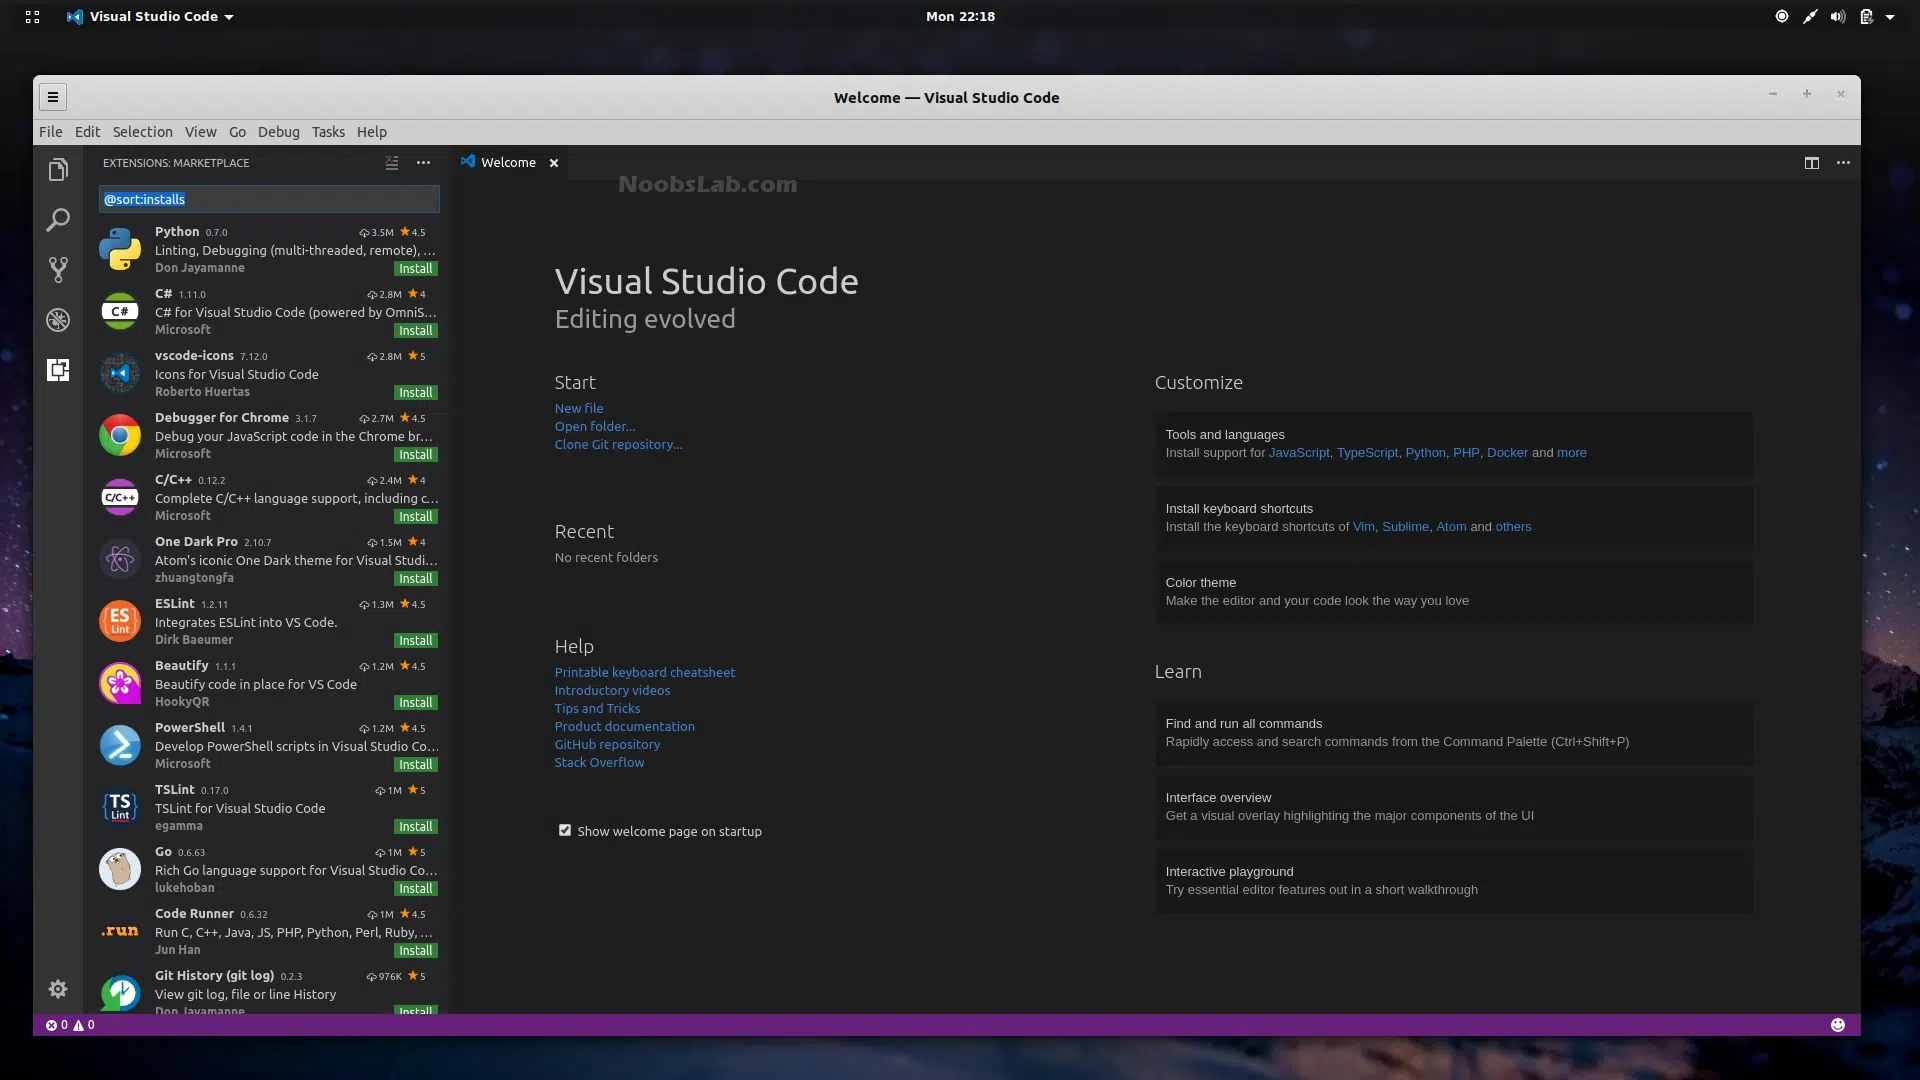 Visual Studio Code
Mon 22:18
Welcome — Visual Studio Code
File Edit Selection View Go Debug Tasks Help
EXTENSIONS: MARKETPLACE
@sort:installs
Python 0.7.0 3.5M 4.5
Linting, Debugging (multi-threaded, remote), ...
Don Jayamanne Install
C# 1.11.0 2.8M 4
C# for Visual Studio Code (powered by OmniS...
Microsoft Install
C#
vscode-icons 7.12.0 2.8M 5
Icons for Visual Studio Code
Roberto Huertas Install
Debugger for Chrome 3.1.7 2.7M 4.5
Debug your JavaScript code in the Chrome br...
Microsoft Install
C/C++ 0.12.2 2.4M 4
Complete C/C++ language support, including c...
Microsoft Install
C/C++
One Dark Pro 2.10.7 1.5M 4
Atom's iconic One Dark theme for Visual Studi...
zhuangtongfa Install
ESLint 1.2.11 1.3M 4.5
Integrates ESLint into VS Code.
Dirk Baeumer Install
{ES}
Lint
Beautify 1.1.1 1.2M 4.5
Beautify code in place for VS Code
HookyQR Install
PowerShell 1.4.1 1.2M 4.5
Develop PowerShell scripts in Visual Studio Co...
Microsoft Install
TSLint 0.17.0 1M 5
TSLint for Visual Studio Code
egamma Install
{TS}
Lint
Go 0.6.63 1M 5
Rich Go language support for Visual Studio Co...
lukehoban Install
Code Runner 0.6.32 1M 4.5
Run C, C++, Java, JS, PHP, Python, Perl, Ruby, ...
Jun Han Install
.run
Git History (git log) 0.2.3 976K 5
View git log, file or line History
Don Jayamanne Install
Welcome
NoobsLab.com
Visual Studio Code
Editing evolved
Start
New file
Open folder...
Clone Git repository...
Recent
No recent folders
Help
Printable keyboard cheatsheet
Introductory videos
Tips and Tricks
Product documentation
GitHub repository
Stack Overflow
Show welcome page on startup
Customize
Tools and languages
Install support for JavaScript, TypeScript, Python, PHP, Docker and more
Install keyboard shortcuts
Install the keyboard shortcuts of Vim, Sublime, Atom and others
Color theme
Make the editor and your code look the way you love
Learn
Find and run all commands
Rapidly access and search commands from the Command Palette (Ctrl+Shift+P)
Interface overview
Get a visual overlay highlighting the major components of the UI
Interactive playground
Try essential editor features out in a short walkthrough
0 0